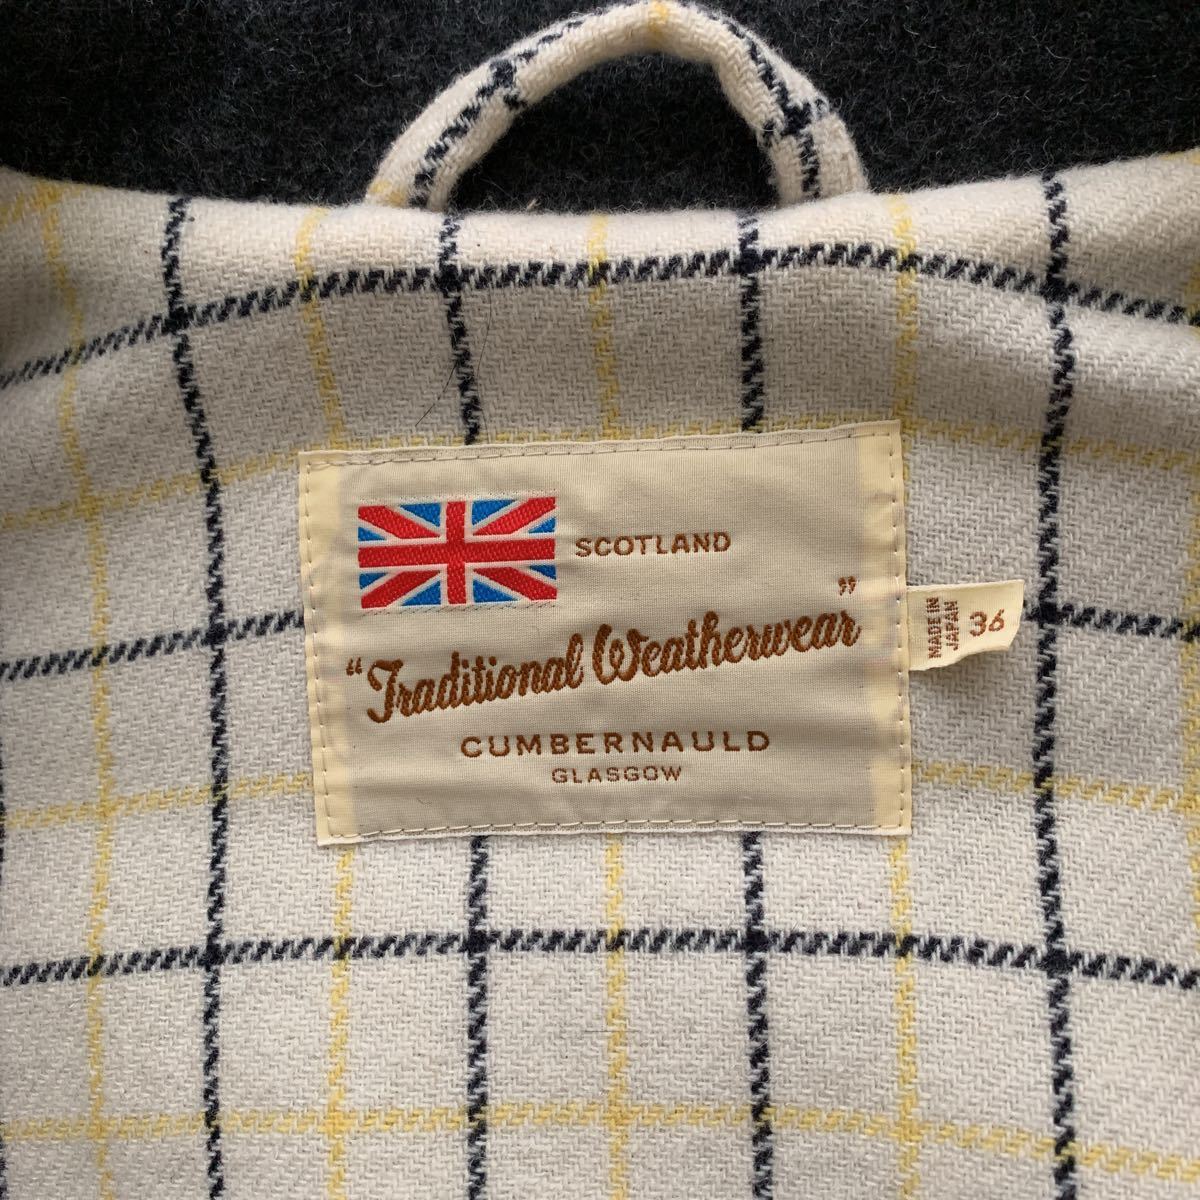 SCOTLAND
“Traditional Weatherwear”
CUMBERNAULD
GLASGOW
MADE IN
JAPAN
36